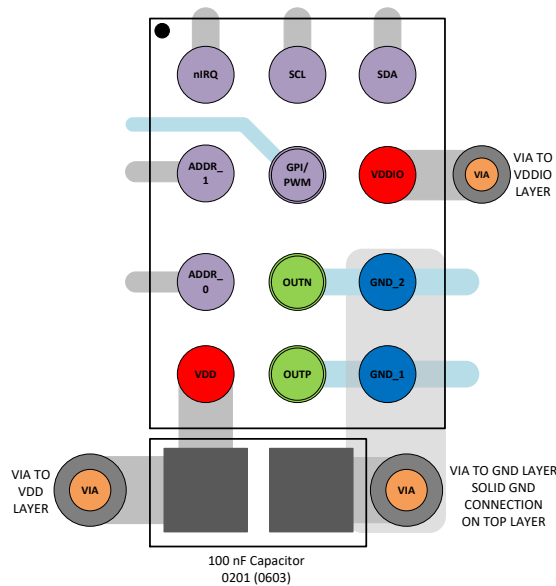 nIRQ
SCL
SDA
ADDR_
1
GPI/
PWM
VDDIO
VIA
VIA TO
VDDIO
LAYER
ADDR_
0
OUTN
GND_2
VDD
OUTP
GND_1
VIA TO
VDD
LAYER
VIA
VIA
VIA TO GND LAYER
SOLID GND
CONNECTION
ON TOP LAYER
100 nF Capacitor
0201 (0603)